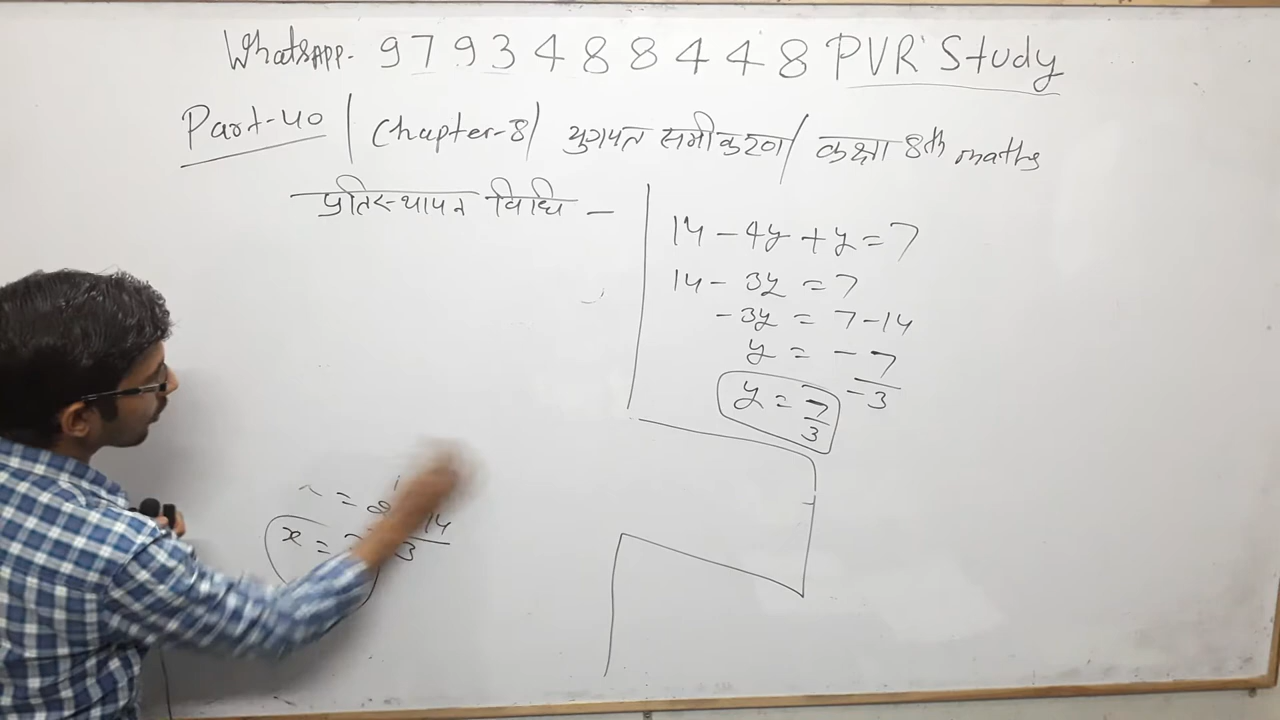 WhatsAPP- 9793488448 PVR Study
Part-40 / Chapter-8/ युगपत समीकरण/ कक्षा 8th maths
प्रतिस्थापन विधि –
14 - 4y + y = 7
14 - 3y = 7
-3y = 7-14
y = -7/-3
y = 7/3
x =